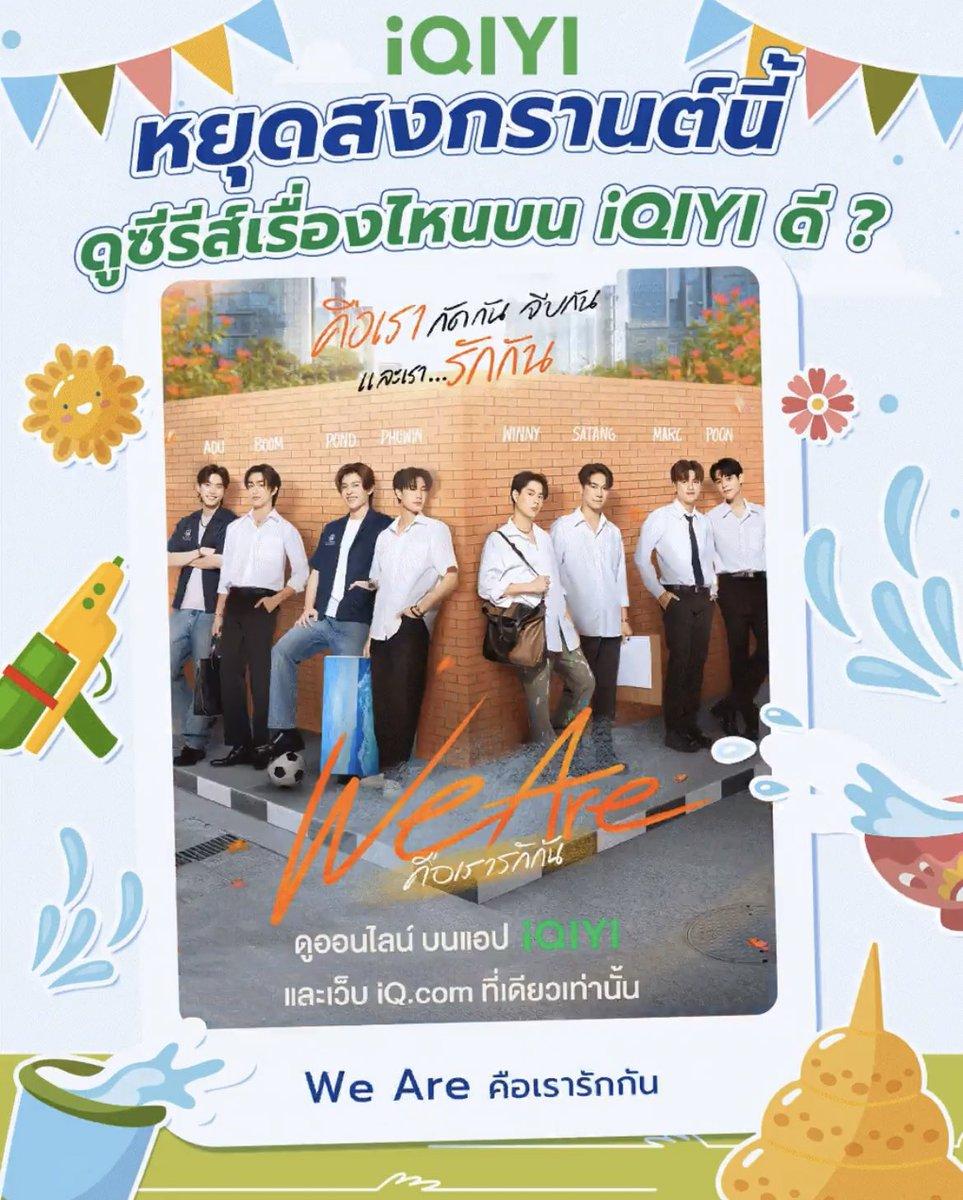 iQIYI
หยุดสงกรานต์นี้
ดูซีรีส์เรื่องไหนบน iQIYI ดี ?
คือเรา กัดกัน จีบกัน
และเรา...รักกัน
AOU BOOM POND PHUWIN WINNY SATANG MARC POON
We Are
คือเรารักกัน
ดูออนไลน์ บนแอป iQIYI
และเว็บ iQ.com ที่เดียวเท่านั้น
We Are คือเรารักกัน